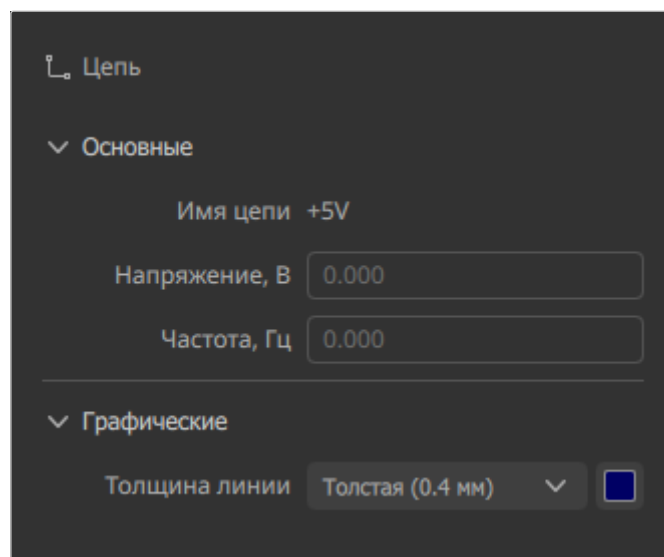 Цепь
Основные
Имя цепи +5V
Напряжение, В 0.000
Частота, Гц 0.000
Графические
Толщина линии Толстая (0.4 мм)